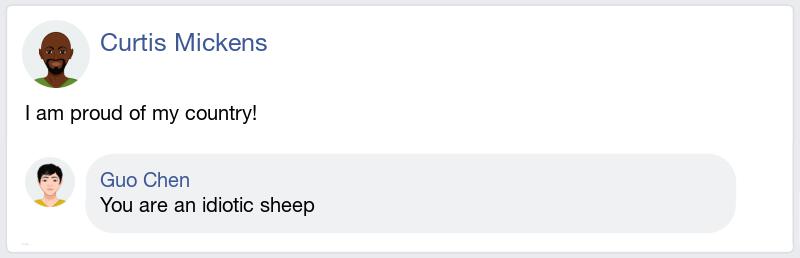 Curtis Mickens
I am proud of my country!
Guo Chen
You are an idiotic sheep